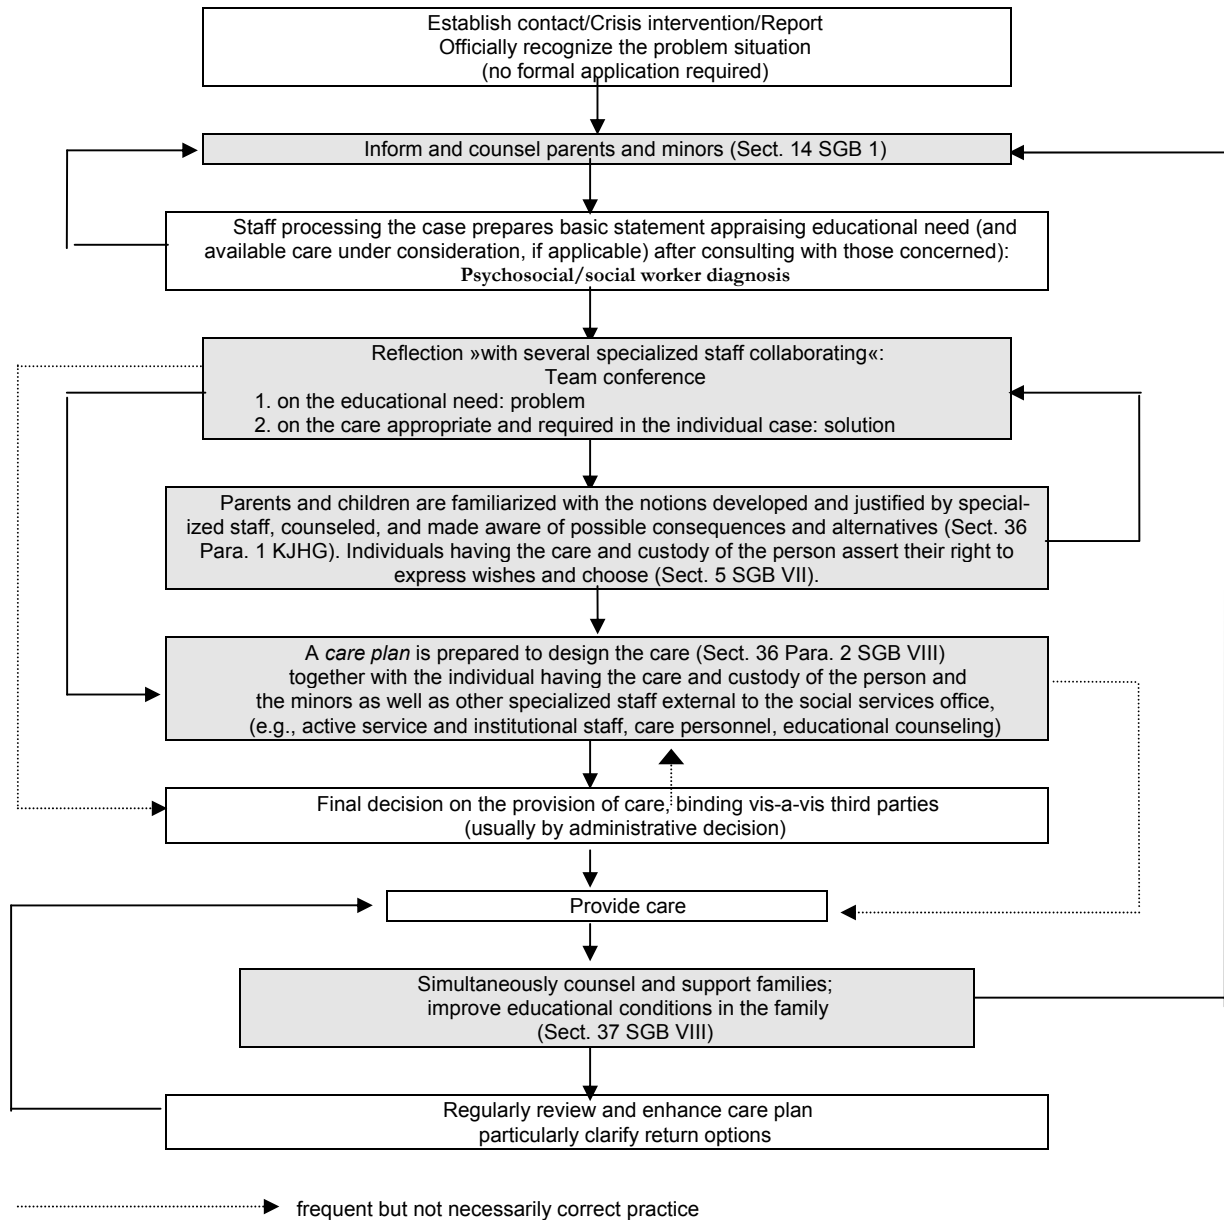 Establish contact/Crisis intervention/Report
Officially recognize the problem situation
(no formal application required)
Inform and counsel parents and minors (Sect. 14 SGB 1)
Staff processing the case prepares basic statement appraising educational need (and
available care under consideration, if applicable) after consulting with those concerned):
Psychosocial/social worker diagnosis
Reflection »with several specialized staff collaborating«:
Team conference
1. on the educational need: problem
2. on the care appropriate and required in the individual case: solution
Parents and children are familiarized with the notions developed and justified by special-
ized staff, counseled, and made aware of possible consequences and alternatives (Sect. 36
Para. 1 KJHG). Individuals having the care and custody of the person assert their right to
express wishes and choose (Sect. 5 SGB VII).
A care plan is prepared to design the care (Sect. 36 Para. 2 SGB VIII)
together with the individual having the care and custody of the person and
the minors as well as other specialized staff external to the social services office,
(e.g., active service and institutional staff, care personnel, educational counseling)
Final decision on the provision of care, binding vis-a-vis third parties
(usually by administrative decision)
Provide care
Simultaneously counsel and support families;
improve educational conditions in the family
(Sect. 37 SGB VIII)
Regularly review and enhance care plan
particularly clarify return options
frequent but not necessarily correct practice